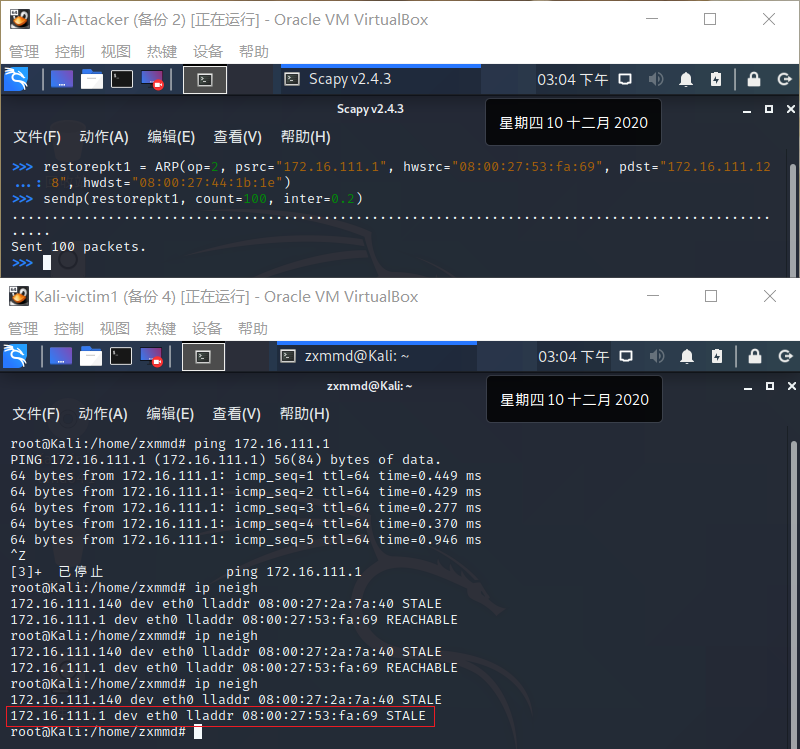 Kali-Attacker (备份 2) [正在运行] - Oracle VM VirtualBox
管理 控制 视图 热键 设备 帮助
Scapy v2.4.3 03:04 下午
Scapy v2.4.3
星期四 10 十二月 2020
文件(F) 动作(A) 编辑(E) 查看(V) 帮助(H)
>>> restorepkt1 = ARP(op=2, psrc="172.16.111.1", hwsrc="08:00:27:53:fa:69", pdst="172.16.111.12
...: 8", hwdst="08:00:27:44:1b:1e")
>>> sendp(restorepkt1, count=100, inter=0.2)
...............................................................................................
.....
Sent 100 packets.
>>>
Kali-victim1 (备份 4) [正在运行] - Oracle VM VirtualBox
管理 控制 视图 热键 设备 帮助
zxmmd@Kali: ~ 03:04 下午
zxmmd@Kali: ~
星期四 10 十二月 2020
文件(F) 动作(A) 编辑(E) 查看(V) 帮助(H)
root@Kali:/home/zxmmd# ping 172.16.111.1
PING 172.16.111.1 (172.16.111.1) 56(84) bytes of data.
64 bytes from 172.16.111.1: icmp_seq=1 ttl=64 time=0.449 ms
64 bytes from 172.16.111.1: icmp_seq=2 ttl=64 time=0.429 ms
64 bytes from 172.16.111.1: icmp_seq=3 ttl=64 time=0.277 ms
64 bytes from 172.16.111.1: icmp_seq=4 ttl=64 time=0.370 ms
64 bytes from 172.16.111.1: icmp_seq=5 ttl=64 time=0.946 ms
^Z
[3]+ 已停止 ping 172.16.111.1
root@Kali:/home/zxmmd# ip neigh
172.16.111.140 dev eth0 lladdr 08:00:27:2a:7a:40 STALE
172.16.111.1 dev eth0 lladdr 08:00:27:53:fa:69 REACHABLE
root@Kali:/home/zxmmd# ip neigh
172.16.111.140 dev eth0 lladdr 08:00:27:2a:7a:40 STALE
172.16.111.1 dev eth0 lladdr 08:00:27:53:fa:69 REACHABLE
root@Kali:/home/zxmmd# ip neigh
172.16.111.140 dev eth0 lladdr 08:00:27:2a:7a:40 STALE
172.16.111.1 dev eth0 lladdr 08:00:27:53:fa:69 STALE
root@Kali:/home/zxmmd#